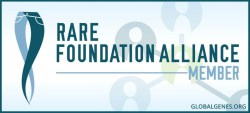 RARE
FOUNDATION ALLIANCE
MEMBER
GLOBALGENES.ORG